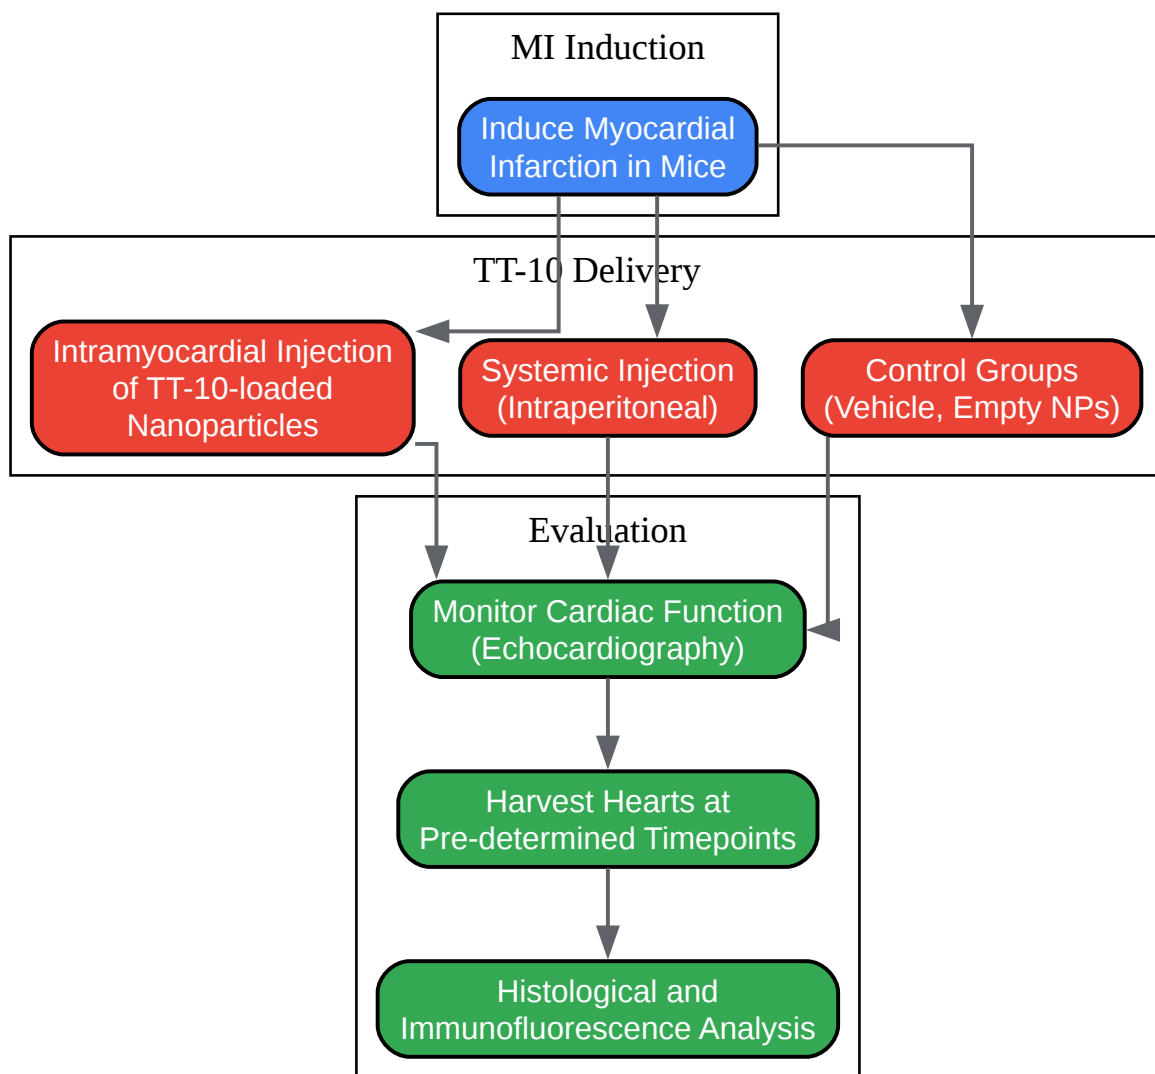 MI Induction
Induce Myocardial
Infarction in Mice
TT-10 Delivery
Intramyocardial Injection
of TT-10-loaded
Nanoparticles
Systemic Injection
(Intraperitoneal)
Control Groups
(Vehicle, Empty NPs)
Evaluation
Monitor Cardiac Function
(Echocardiography)
Harvest Hearts at
Pre-determined Timepoints
Histological and
Immunofluorescence Analysis